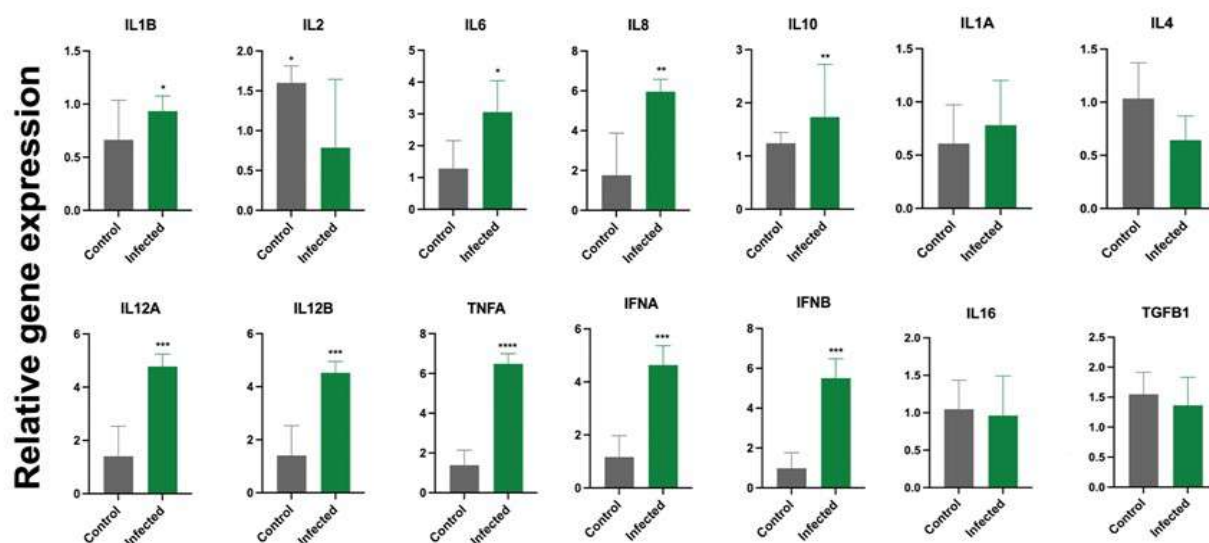 Relative gene expression
IL1B
1.5
1.0
0.5
0.0
*
Control
Infected
IL2
2.0
1.5
1.0
0.5
0.0
*
Control
Infected
IL6
5
4
3
2
1
0
*
Control
Infected
IL8
8
6
4
2
0
**
Control
Infected
IL10
3
2
1
0
**
Control
Infected
IL1A
1.5
1.0
0.5
0.0
Control
Infected
IL4
1.5
1.0
0.5
0.0
Control
Infected
IL12A
6
4
2
0
***
Control
Infected
IL12B
6
4
2
0
***
Control
Infected
TNFA
8
6
4
2
0
****
Control
Infected
IFNA
6
4
2
0
***
Control
Infected
IFNB
8
6
4
2
0
***
Control
Infected
IL16
2.0
1.5
1.0
0.5
0.0
Control
Infected
TGFB1
2.5
2.0
1.5
1.0
0.5
0.0
Control
Infected